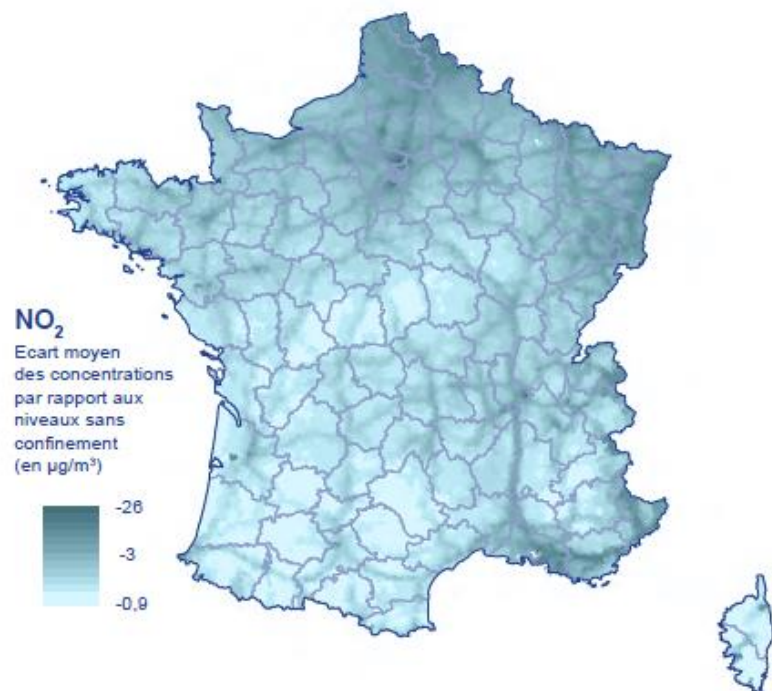 NO₂
Ecart moyen
des concentrations
par rapport aux
niveaux sans
confinement
(en µg/m³)
-26
-3
-0,9